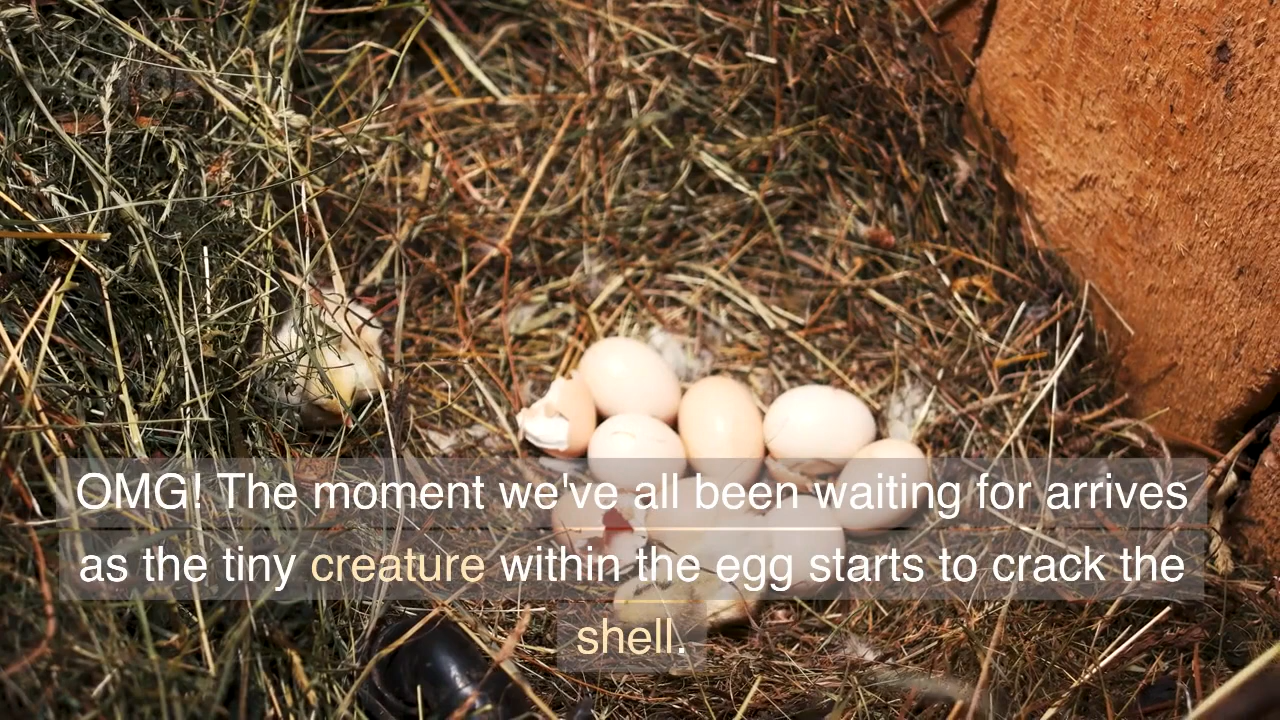 OMG! The moment we've all been waiting for arrives
as the tiny creature within the egg starts to crack the
shell.